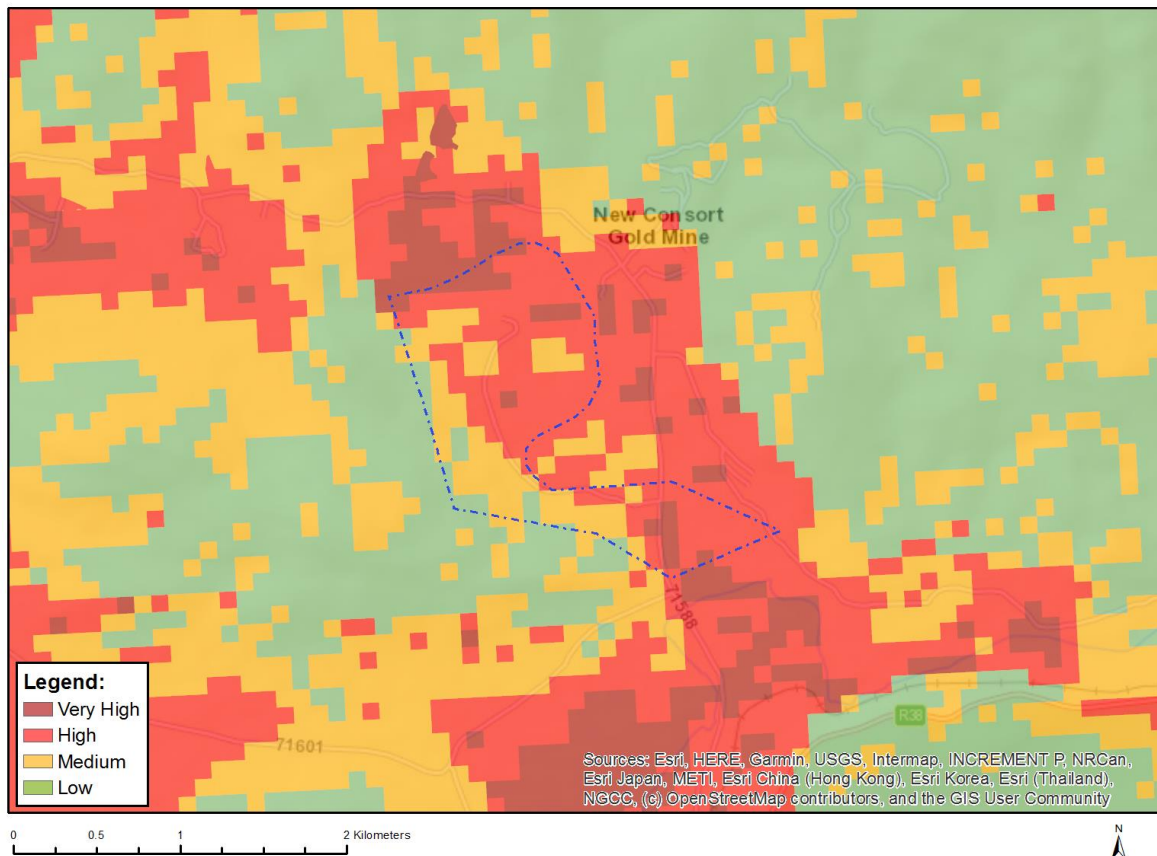 New Consort
Gold Mine
71588
R38
71601
Legend:
Very High
High
Medium
Low
Sources: Esri, HERE, Garmin, USGS, Intermap, INCREMENT P, NRCan,
Esri Japan, METI, Esri China (Hong Kong), Esri Korea, Esri (Thailand),
NGCC, (c) OpenStreetMap contributors, and the GIS User Community
0 0.5 1 2 Kilometers
N